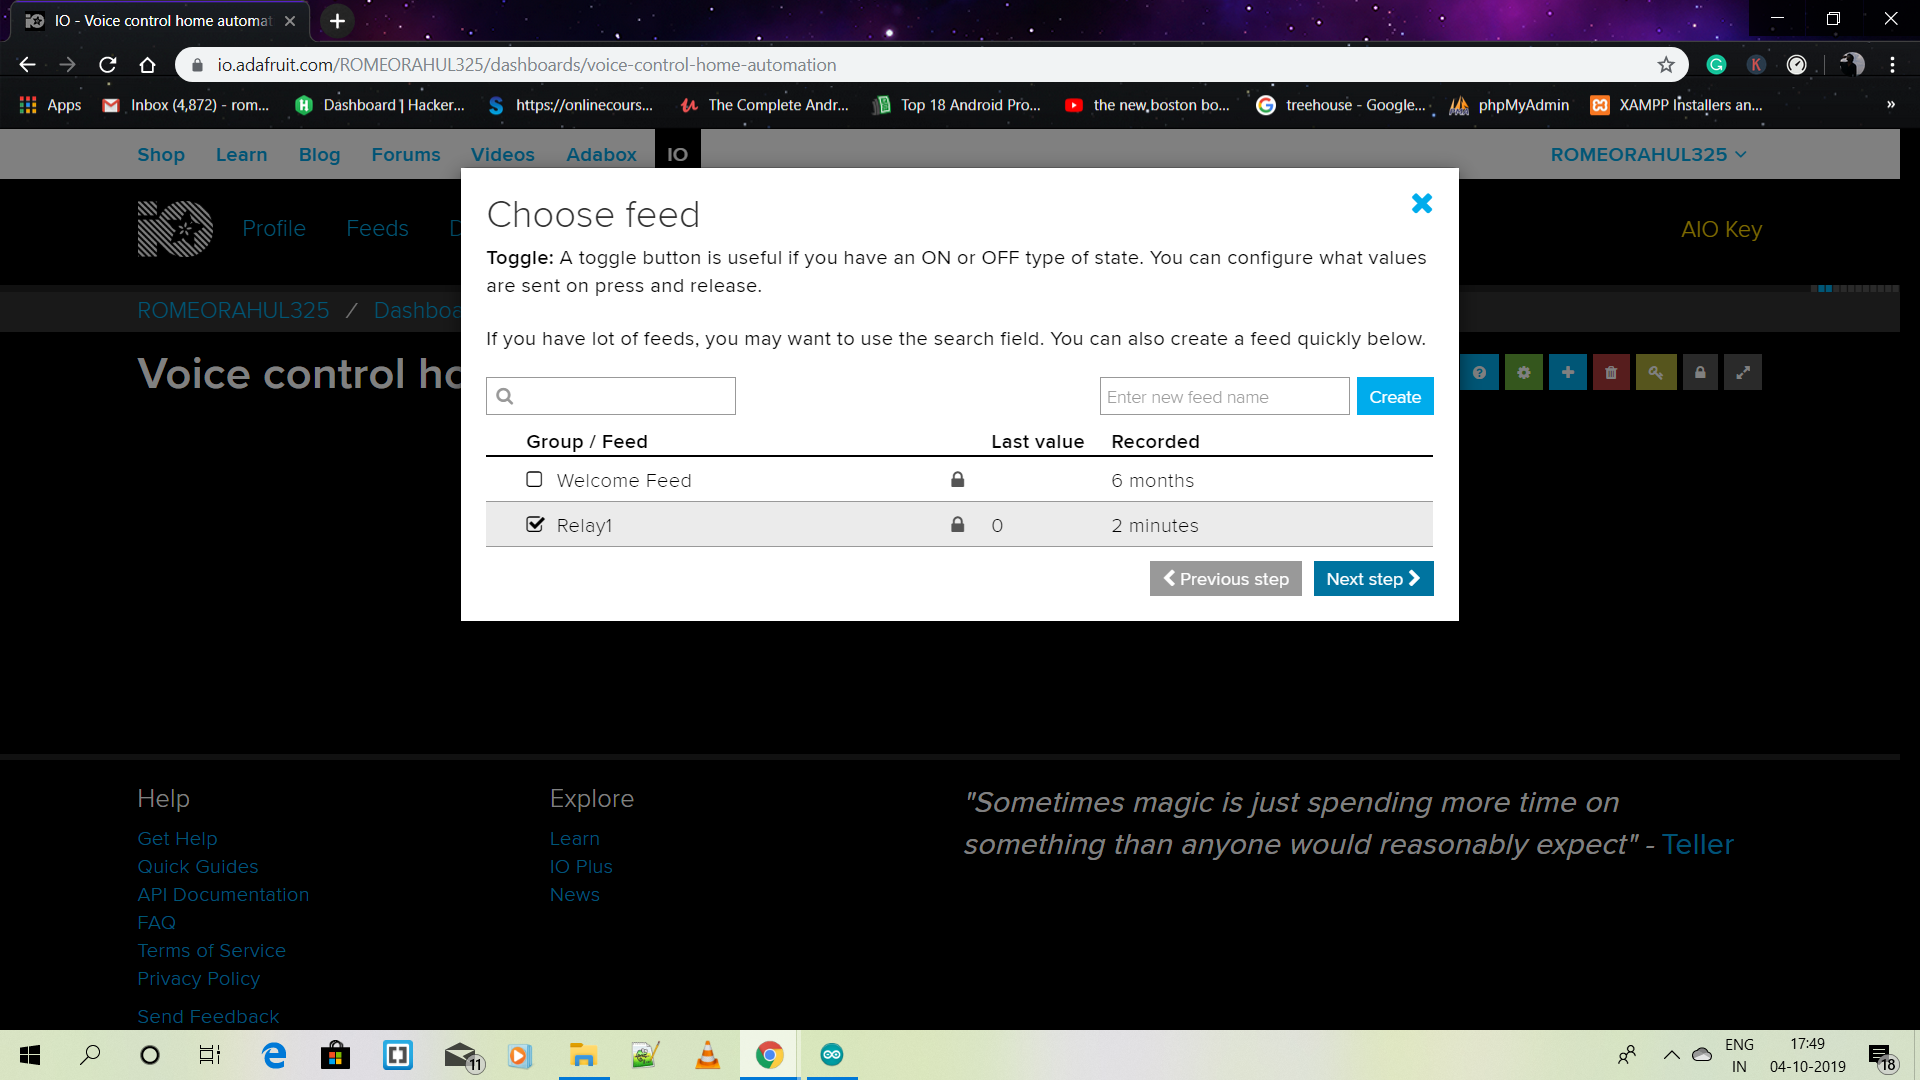 IO - Voice control home automat
io.adafruit.com/ROMEORAHUL325/dashboards/voice-control-home-automation
Apps
Inbox (4,872) - rom...
Dashboard | Hacker...
https://onlinecours...
The Complete Andr...
Top 18 Android Pro...
the new boston bo...
treehouse - Google...
phpMyAdmin
XAMPP Installers an...
Shop Learn Blog Forums Videos Adabox IO ROMEORAHUL325
Profile Feeds D AIO Key
ROMEORAHUL325 / Dashboa
Voice control ho
Choose feed
Toggle: A toggle button is useful if you have an ON or OFF type of state. You can configure what values
are sent on press and release.
If you have lot of feeds, you may want to use the search field. You can also create a feed quickly below.
Enter new feed name Create
Group / Feed Last value Recorded
Welcome Feed 6 months
Relay1 0 2 minutes
Previous step Next step
Help
Get Help
Quick Guides
API Documentation
FAQ
Terms of Service
Privacy Policy
Send Feedback
Explore
Learn
IO Plus
News
"Sometimes magic is just spending more time on
something than anyone would reasonably expect" - Teller
11
ENG
IN
17:49
04-10-2019
18